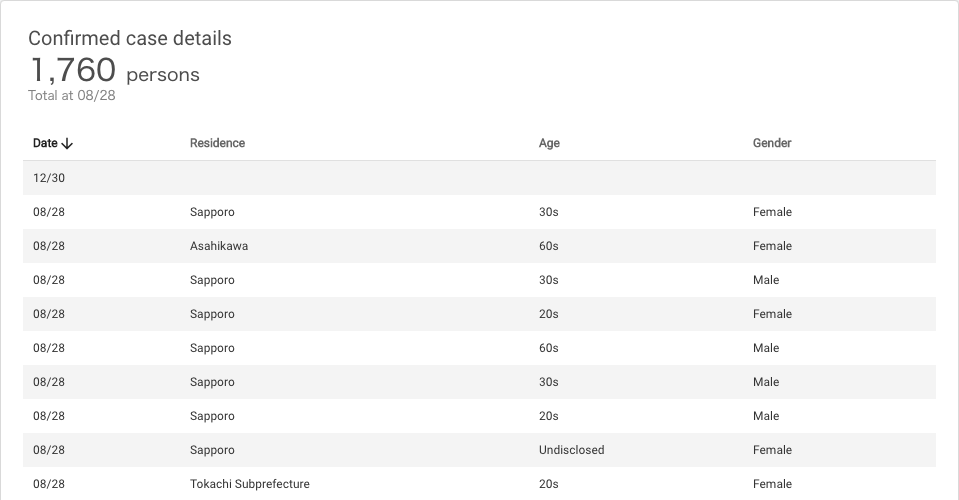 Confirmed case details
1,760 persons
Total at 08/28
Date Residence Age Gender
12/30
08/28 Sapporo 30s Female
08/28 Asahikawa 60s Female
08/28 Sapporo 30s Male
08/28 Sapporo 20s Female
08/28 Sapporo 60s Male
08/28 Sapporo 30s Male
08/28 Sapporo 20s Male
08/28 Sapporo Undisclosed Female
08/28 Tokachi Subprefecture 20s Female